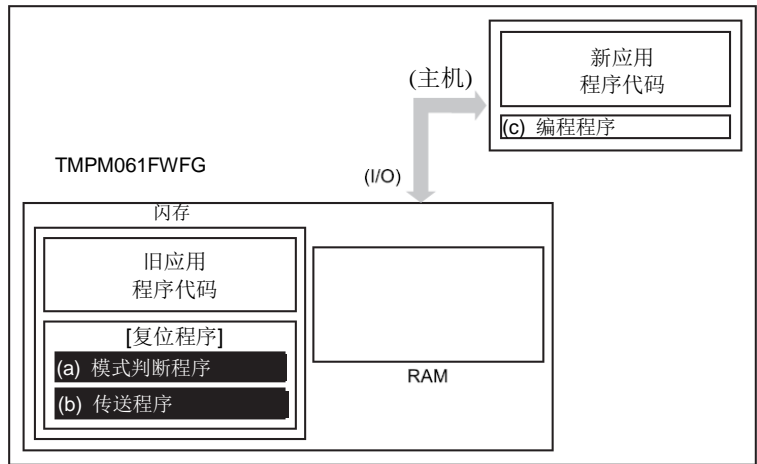 新应用
程序代码
(主机)
(c) 编程程序
TMPM061FWFG
(I/O)
闪存
旧应用
程序代码
[复位程序]
(a) 模式判断程序
(b) 传送程序
RAM